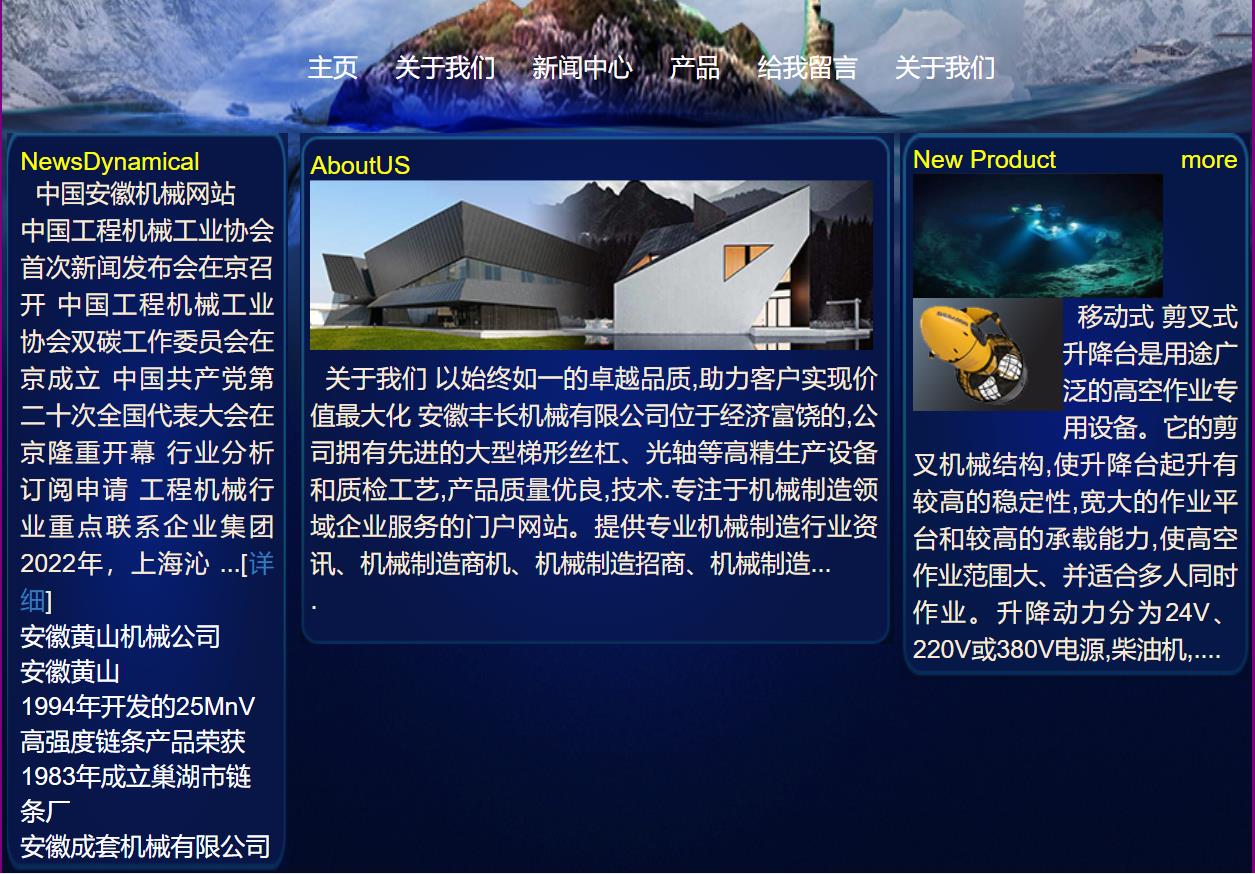 主页 关于我们 新闻中心 产品 给我留言 关于我们
NewsDynamical
中国安徽机械网站
中国工程机械工业协会
首次新闻发布会在京召
开 中国工程机械工业
协会双碳工作委员会在
京成立 中国共产党第
二十次全国代表大会在
京隆重开幕 行业分析
订阅申请 工程机械行
业重点联系企业集团
2022年，上海沁 ...[详
细]
安徽黄山机械公司
安徽黄山
1994年开发的25MnV
高强度链条产品荣获
1983年成立巢湖市链
条厂
安徽成套机械有限公司
AboutUS
关于我们 以始终如一的卓越品质,助力客户实现价
值最大化 安徽丰长机械有限公司位于经济富饶的,公
司拥有先进的大型梯形丝杠、光轴等高精生产设备
和质检工艺,产品质量优良,技术.专注于机械制造领
域企业服务的门户网站。提供专业机械制造行业资
讯、机械制造商机、机械制造招商、机械制造...
.
New Product more
移动式 剪叉式
升降台是用途广
泛的高空作业专
用设备。它的剪
叉机械结构,使升降台起升有
较高的稳定性,宽大的作业平
台和较高的承载能力,使高空
作业范围大、并适合多人同时
作业。升降动力分为24V、
220V或380V电源,柴油机,....